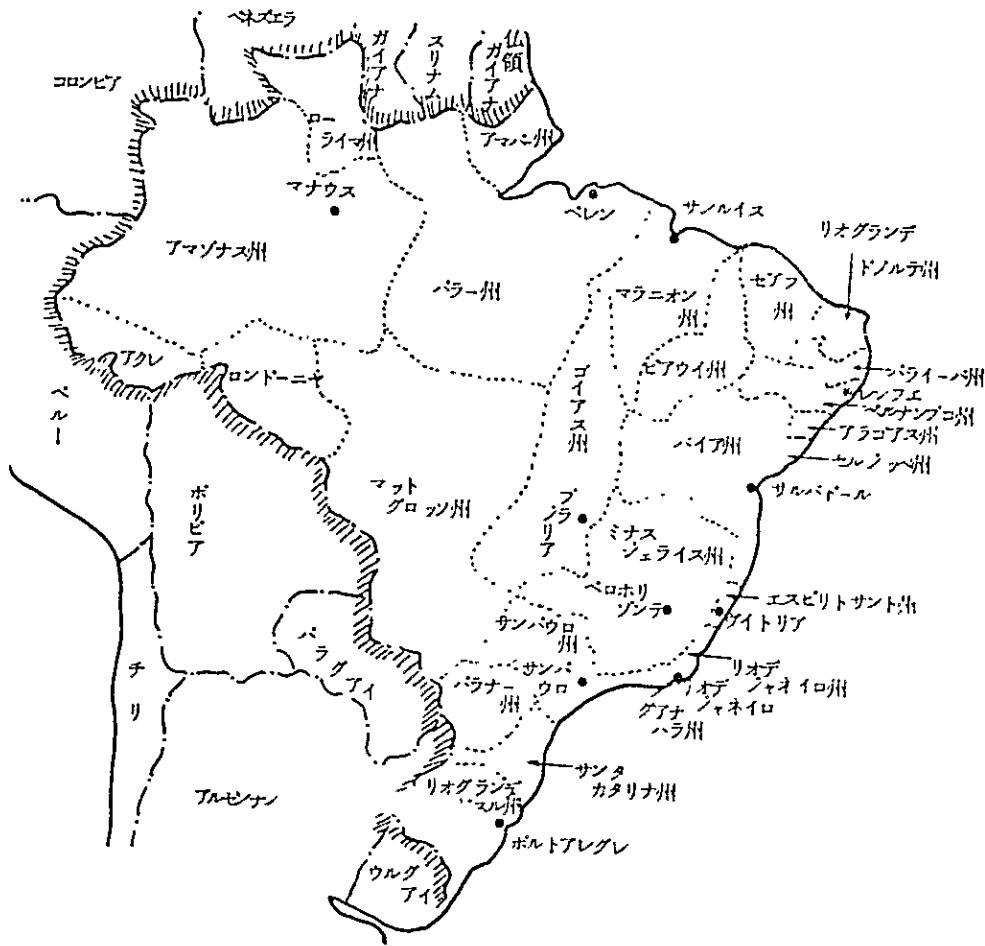 ベネズエラ
コロンビア
ガイアナ
スリナム
仏領
ガイアナ
ロー
ライマ州
アマパー州
マナウス
ベレン
サンルイス
リオグランデ
ドノルテ州
アマゾナス州
パラー州
マラニオン
州
セアラ
州
アクレ
ロンドーニヤ
ゴイアス州
ピアウイ州
パライーバ州
レシフエ
ペルナンブコ州
アラゴアス州
セルジッペ州
ペルー
バイア州
サルバドール
ボリビア
マット
グロッソ州
ブラジリア
ミナス
ジェライス州
ベロホリ
ゾンテ
エスピリトサント州
ヴイトリア
サンパウロ
州
パラグアイ
チリ
サンパ
ウロ
パラナー
州
リオデ
ジャネイロ州
リオデ
ジャネイロ
グアナ
バラ州
サンタ
カタリナ州
アルゼンチン
リオグランデ
ドスル州
ポルトアレグレ
ウルグ
アイ